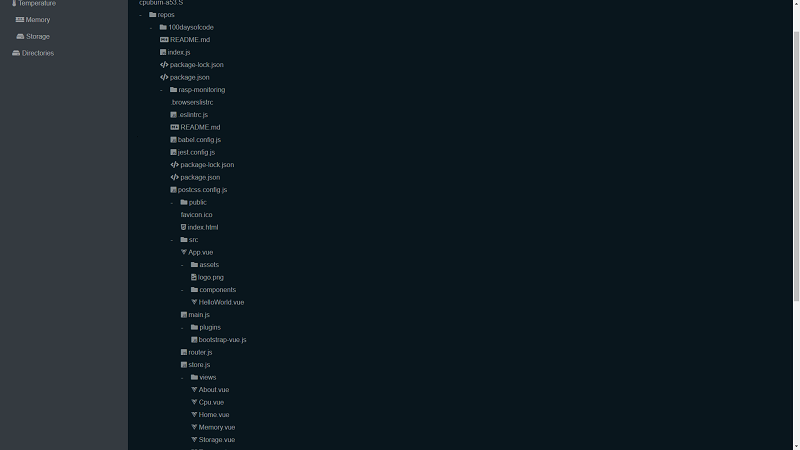 Temperature
Memory
Storage
Directories
cpuburn-a53.S
repos
100daysofcode
README.md
index.js
package-lock.json
package.json
rasp-monitoring
.browserslistrc
.eslintrc.js
README.md
babel.config.js
jest.config.js
package-lock.json
package.json
postcss.config.js
public
favicon.ico
index.html
src
App.vue
assets
logo.png
components
HelloWorld.vue
main.js
plugins
bootstrap-vue.js
router.js
store.js
views
About.vue
Cpu.vue
Home.vue
Memory.vue
Storage.vue